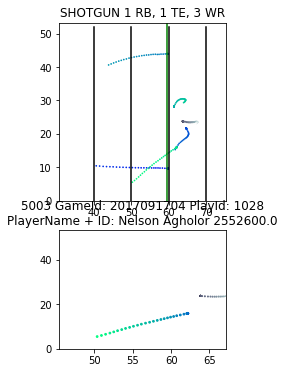 SHOTGUN 1 RB, 1 TE, 3 WR
50
40
30
20
10
0
40 50 60 70
5003 GameId: 2017091704 PlayId: 1028
PlayerName + ID: Nelson Agholor 2552600.0
40
20
0
50 55 60 65